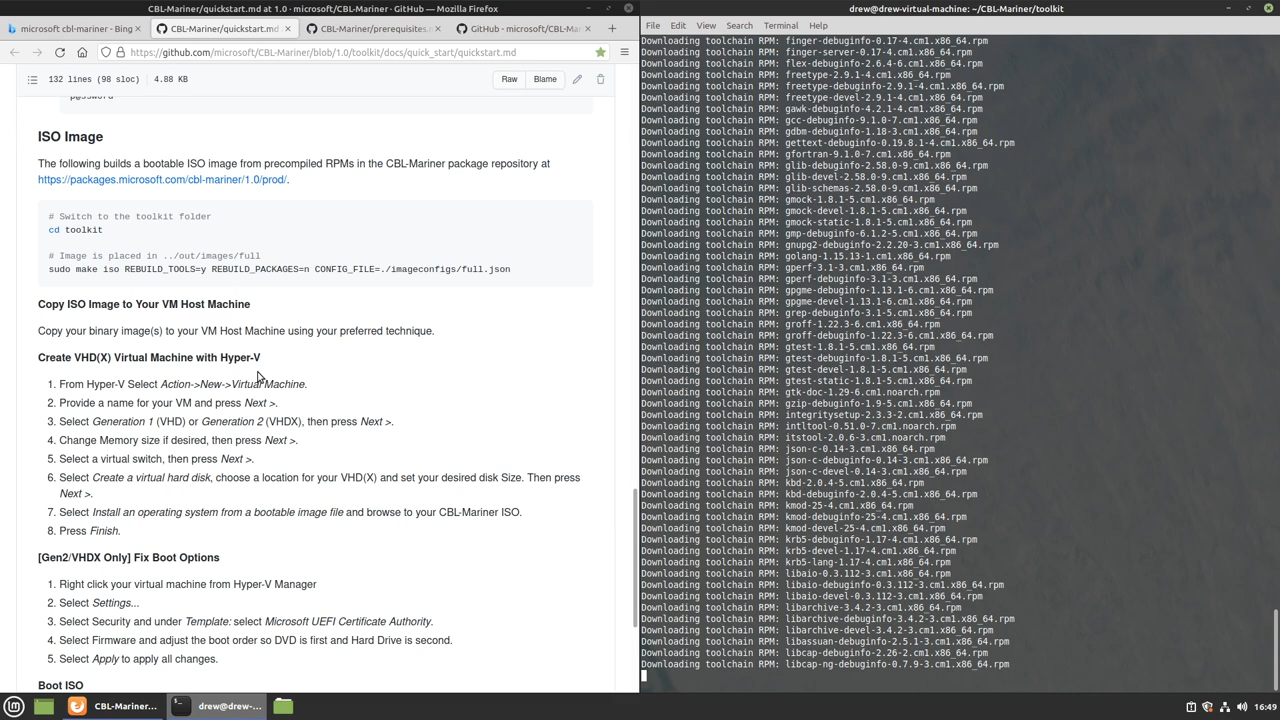 CBL-Mariner/quickstart.md at 1.0 · microsoft/CBL-Mariner · GitHub — Mozilla Firefox
microsoft cbl-mariner - Bing
CBL-Mariner/quickstart.md
CBL-Mariner/prerequisites.m
GitHub - microsoft/CBL-Ma
https://github.com/microsoft/CBL-Mariner/blob/1.0/toolkit/docs/quick_start/quickstart.md
132 lines (98 sloc) 4.88 KB
Raw
Blame
p@ssword
ISO Image
The following builds a bootable ISO image from precompiled RPMs in the CBL-Mariner package repository at
https://packages.microsoft.com/cbl-mariner/1.0/prod/.
# Switch to the toolkit folder
cd toolkit
# Image is placed in ../out/images/full
sudo make iso REBUILD_TOOLS=y REBUILD_PACKAGES=n CONFIG_FILE=./imageconfigs/full.json
Copy ISO Image to Your VM Host Machine
Copy your binary image(s) to your VM Host Machine using your preferred technique.
Create VHD(X) Virtual Machine with Hyper-V
1. From Hyper-V Select Action->New->Virtual Machine.
2. Provide a name for your VM and press Next >.
3. Select Generation 1 (VHD) or Generation 2 (VHDX), then press Next >.
4. Change Memory size if desired, then press Next >.
5. Select a virtual switch, then press Next >.
6. Select Create a virtual hard disk, choose a location for your VHD(X) and set your desired disk Size. Then press
Next >.
7. Select Install an operating system from a bootable image file and browse to your CBL-Mariner ISO.
8. Press Finish.
[Gen2/VHDX Only] Fix Boot Options
1. Right click your virtual machine from Hyper-V Manager
2. Select Settings...
3. Select Security and under Template: select Microsoft UEFI Certificate Authority.
4. Select Firmware and adjust the boot order so DVD is first and Hard Drive is second.
5. Select Apply to apply all changes.
Boot ISO
drew@drew-virtual-machine: ~/CBL-Mariner/toolkit
File Edit View Search Terminal Help
Downloading toolchain RPM: finger-debuginfo-0.17-4.cm1.x86_64.rpm
Downloading toolchain RPM: finger-server-0.17-4.cm1.x86_64.rpm
Downloading toolchain RPM: flex-debuginfo-2.6.4-6.cm1.x86_64.rpm
Downloading toolchain RPM: freetype-2.9.1-4.cm1.x86_64.rpm
Downloading toolchain RPM: freetype-debuginfo-2.9.1-4.cm1.x86_64.rpm
Downloading toolchain RPM: freetype-devel-2.9.1-4.cm1.x86_64.rpm
Downloading toolchain RPM: gawk-debuginfo-4.2.1-4.cm1.x86_64.rpm
Downloading toolchain RPM: gcc-debuginfo-9.1.0-7.cm1.x86_64.rpm
Downloading toolchain RPM: gdbm-debuginfo-1.18-3.cm1.x86_64.rpm
Downloading toolchain RPM: gettext-debuginfo-0.19.8.1-4.cm1.x86_64.rpm
Downloading toolchain RPM: gfortran-9.1.0-7.cm1.x86_64.rpm
Downloading toolchain RPM: glib-debuginfo-2.58.0-9.cm1.x86_64.rpm
Downloading toolchain RPM: glib-devel-2.58.0-9.cm1.x86_64.rpm
Downloading toolchain RPM: glib-schemas-2.58.0-9.cm1.x86_64.rpm
Downloading toolchain RPM: gmock-1.8.1-5.cm1.x86_64.rpm
Downloading toolchain RPM: gmock-devel-1.8.1-5.cm1.x86_64.rpm
Downloading toolchain RPM: gmock-static-1.8.1-5.cm1.x86_64.rpm
Downloading toolchain RPM: gmp-debuginfo-6.1.2-5.cm1.x86_64.rpm
Downloading toolchain RPM: gnupg2-debuginfo-2.2.20-3.cm1.x86_64.rpm
Downloading toolchain RPM: golang-1.15.13-1.cm1.x86_64.rpm
Downloading toolchain RPM: gperf-3.1-3.cm1.x86_64.rpm
Downloading toolchain RPM: gperf-debuginfo-3.1-3.cm1.x86_64.rpm
Downloading toolchain RPM: gpgme-debuginfo-1.13.1-6.cm1.x86_64.rpm
Downloading toolchain RPM: gpgme-devel-1.13.1-6.cm1.x86_64.rpm
Downloading toolchain RPM: grep-debuginfo-3.1-5.cm1.x86_64.rpm
Downloading toolchain RPM: groff-1.22.3-6.cm1.x86_64.rpm
Downloading toolchain RPM: groff-debuginfo-1.22.3-6.cm1.x86_64.rpm
Downloading toolchain RPM: gtest-1.8.1-5.cm1.x86_64.rpm
Downloading toolchain RPM: gtest-debuginfo-1.8.1-5.cm1.x86_64.rpm
Downloading toolchain RPM: gtest-devel-1.8.1-5.cm1.x86_64.rpm
Downloading toolchain RPM: gtest-static-1.8.1-5.cm1.x86_64.rpm
Downloading toolchain RPM: gtk-doc-1.29-6.cm1.noarch.rpm
Downloading toolchain RPM: gzip-debuginfo-1.9-5.cm1.x86_64.rpm
Downloading toolchain RPM: integritysetup-2.3.3-2.cm1.x86_64.rpm
Downloading toolchain RPM: intltool-0.51.0-7.cm1.noarch.rpm
Downloading toolchain RPM: itstool-2.0.6-3.cm1.noarch.rpm
Downloading toolchain RPM: json-c-0.14-3.cm1.x86_64.rpm
Downloading toolchain RPM: json-c-debuginfo-0.14-3.cm1.x86_64.rpm
Downloading toolchain RPM: json-c-devel-0.14-3.cm1.x86_64.rpm
Downloading toolchain RPM: kbd-2.0.4-5.cm1.x86_64.rpm
Downloading toolchain RPM: kbd-debuginfo-2.0.4-5.cm1.x86_64.rpm
Downloading toolchain RPM: kmod-25-4.cm1.x86_64.rpm
Downloading toolchain RPM: kmod-debuginfo-25-4.cm1.x86_64.rpm
Downloading toolchain RPM: kmod-devel-25-4.cm1.x86_64.rpm
Downloading toolchain RPM: krb5-debuginfo-1.17-4.cm1.x86_64.rpm
Downloading toolchain RPM: krb5-devel-1.17-4.cm1.x86_64.rpm
Downloading toolchain RPM: krb5-lang-1.17-4.cm1.x86_64.rpm
Downloading toolchain RPM: libaio-0.3.112-3.cm1.x86_64.rpm
Downloading toolchain RPM: libaio-debuginfo-0.3.112-3.cm1.x86_64.rpm
Downloading toolchain RPM: libaio-devel-0.3.112-3.cm1.x86_64.rpm
Downloading toolchain RPM: libarchive-3.4.2-3.cm1.x86_64.rpm
Downloading toolchain RPM: libarchive-debuginfo-3.4.2-3.cm1.x86_64.rpm
Downloading toolchain RPM: libarchive-devel-3.4.2-3.cm1.x86_64.rpm
Downloading toolchain RPM: libassuan-debuginfo-2.5.1-3.cm1.x86_64.rpm
Downloading toolchain RPM: libcap-debuginfo-2.26-2.cm1.x86_64.rpm
Downloading toolchain RPM: libcap-ng-debuginfo-0.7.9-3.cm1.x86_64.rpm
CBL-Mariner...
drew@drew-...
16:49